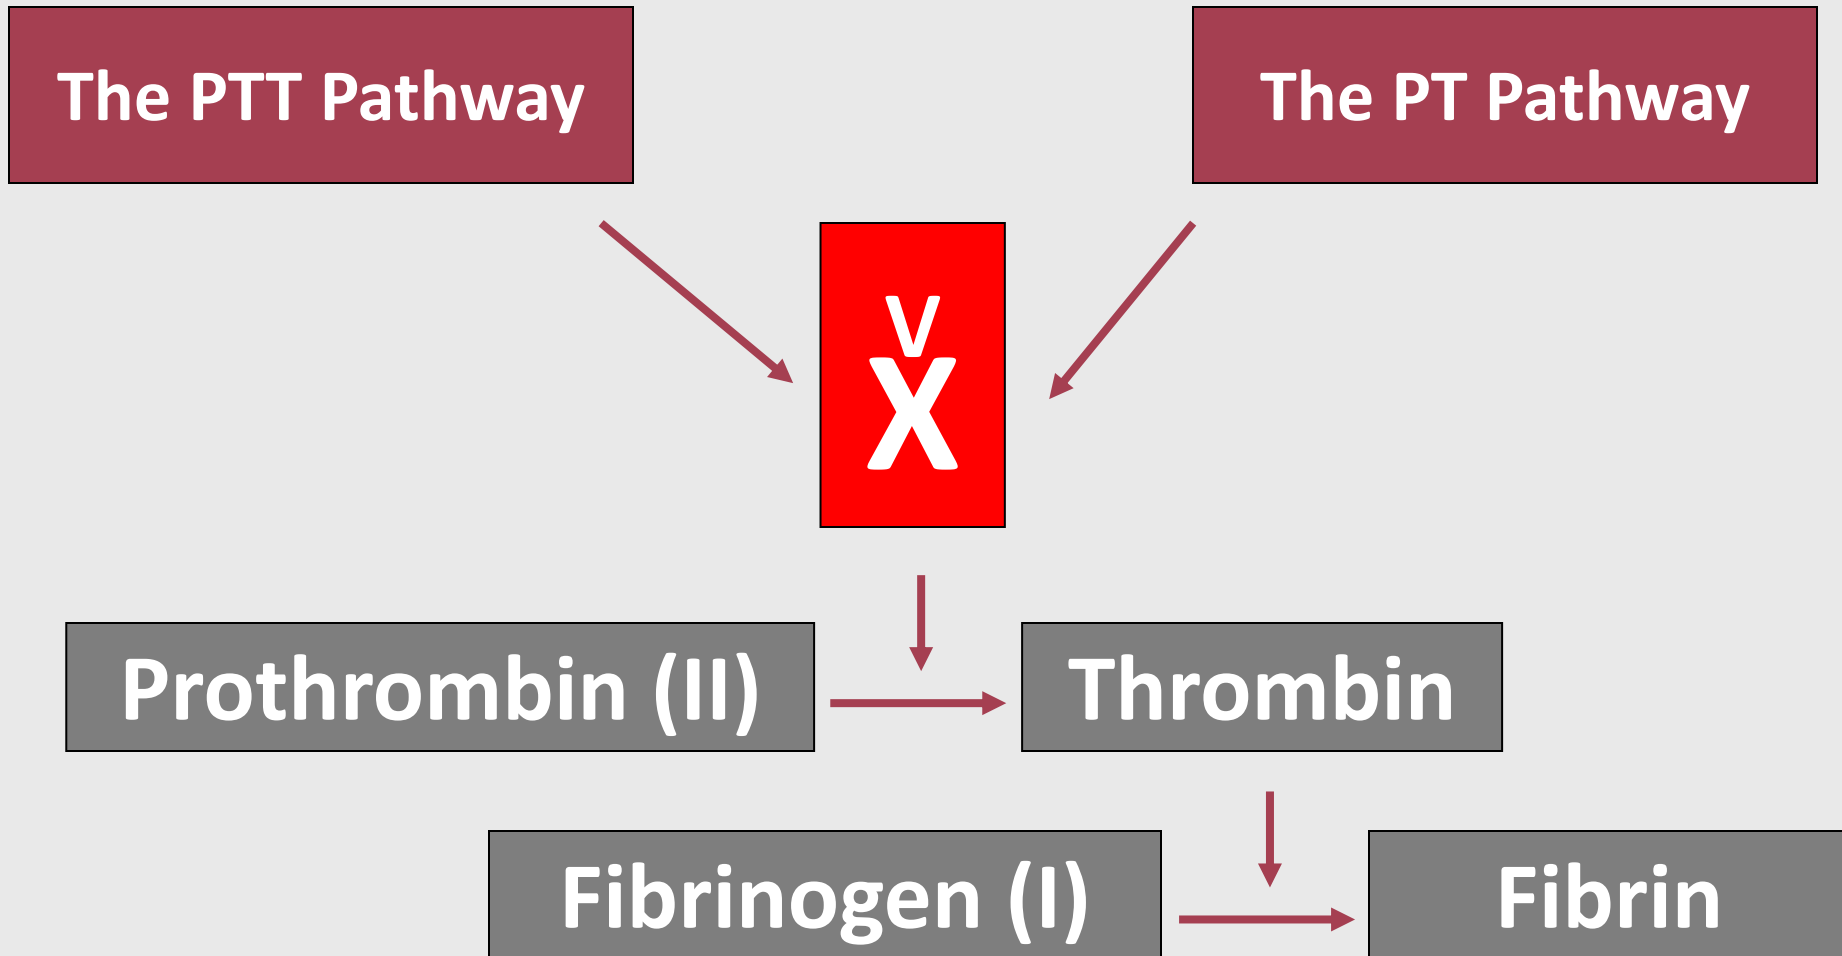 The PTT Pathway
The PT Pathway
V
X
Prothrombin (II)
Thrombin
Fibrinogen (I)
Fibrin